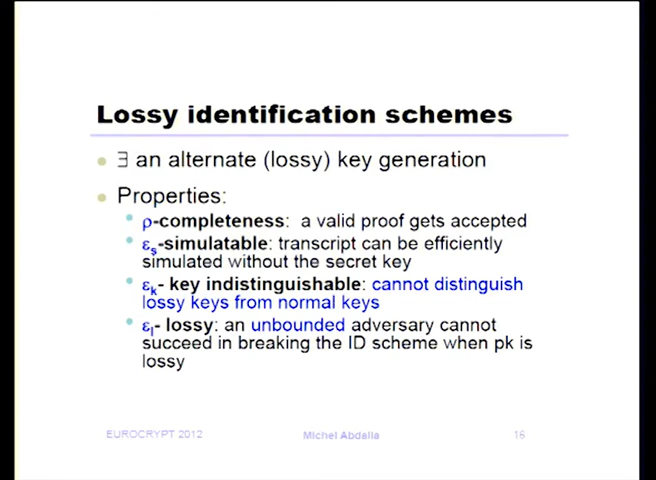 Lossy identification schemes
∃ an alternate (lossy) key generation
Properties:
ρ-completeness: a valid proof gets accepted
εs-simulatable: transcript can be efficiently
simulated without the secret key
εk- key indistinguishable: cannot distinguish
lossy keys from normal keys
εl- lossy: an unbounded adversary cannot
succeed in breaking the ID scheme when pk is
lossy
EUROCRYPT 2012
Michel Abdalla
16